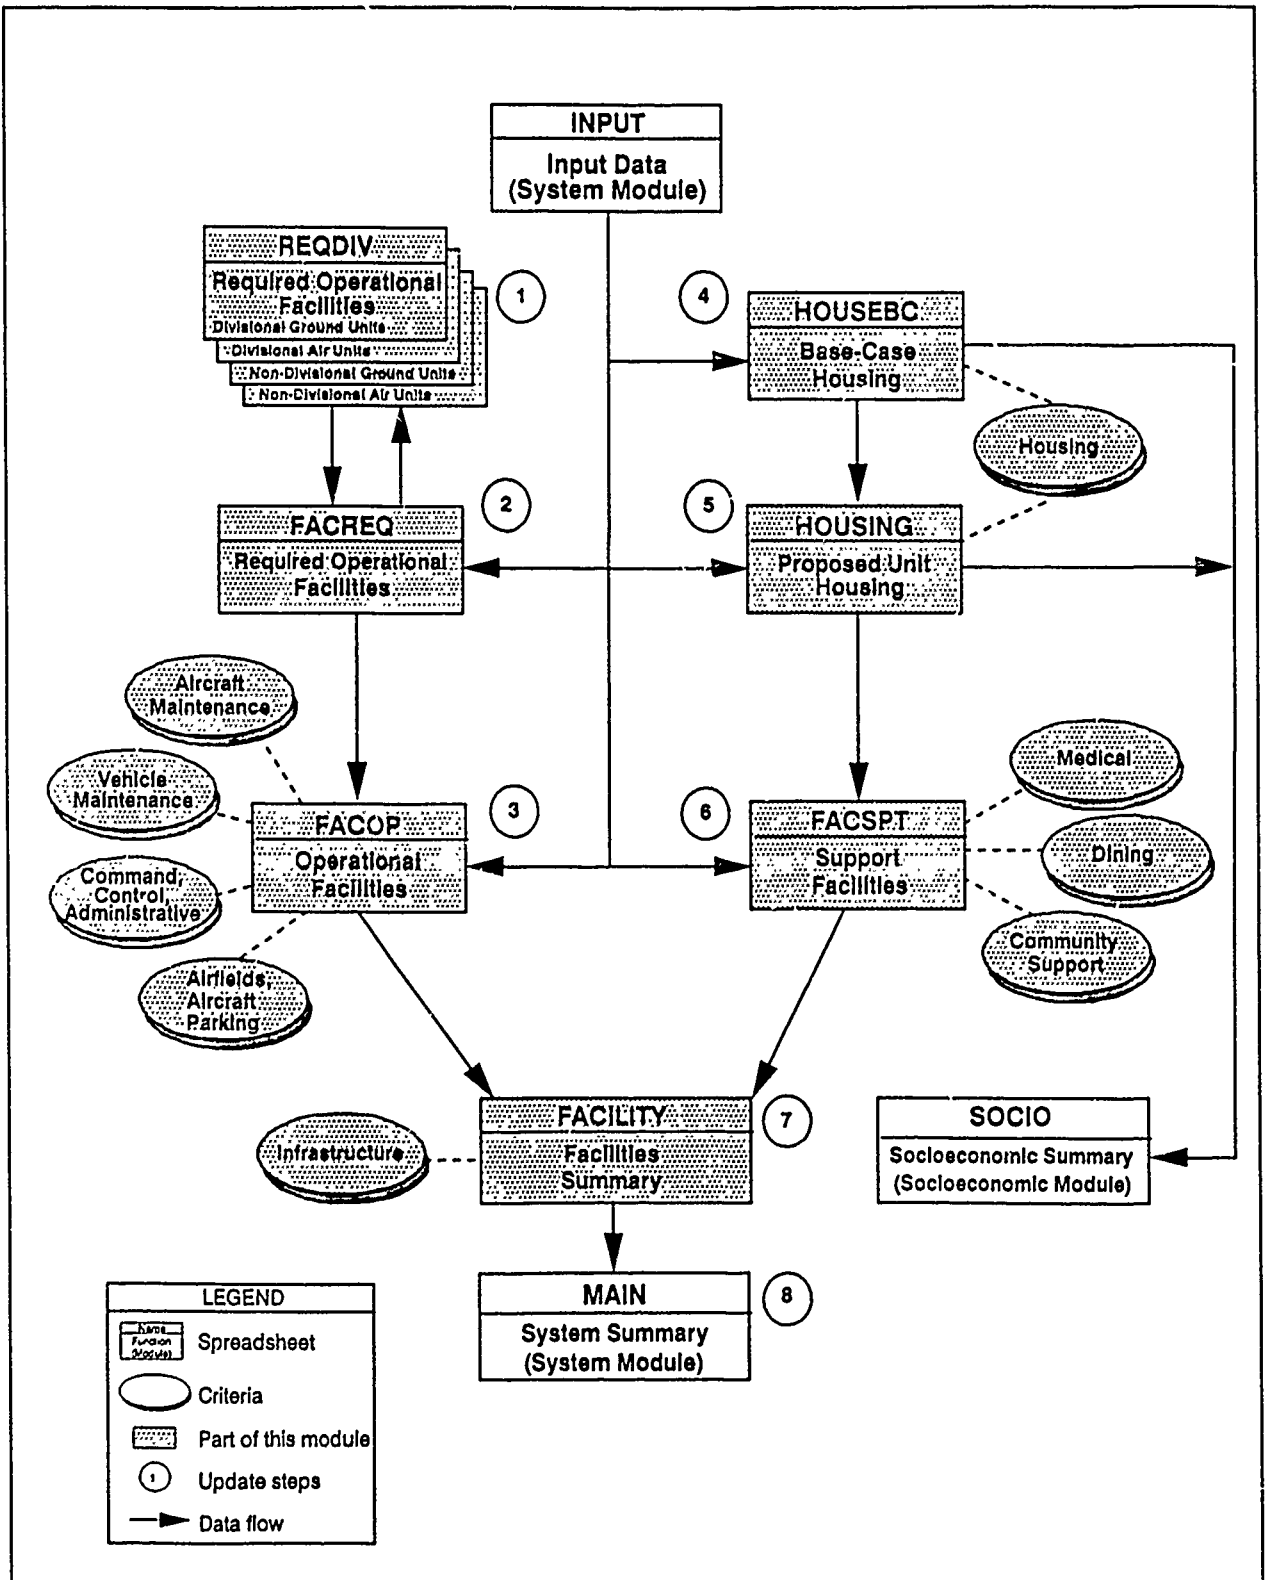 INPUT
Input Data
(System Module)
REQDIV
Required Operational
Facilities
Divisional Ground Units
Divisional Air Units
Non-Divisional Ground Units
Non-Divisional Air Units
1
4
HOUSEBC
Base-Case
Housing
Housing
2
FACREQ
Required Operational
Facilities
5
HOUSING
Proposed Unit
Housing
Aircraft
Maintenance
Vehicle
Maintenance
Command,
Control,
Administrative
Airfields,
Aircraft
Parking
3
FACOP
Operational
Facilities
6
FACSPT
Support
Facilities
Medical
Dining
Community
Support
Infrastructure
FACILITY
Facilities
Summary
7
SOCIO
Socioeconomic Summary
(Socioeconomic Module)
MAIN
System Summary
(System Module)
8
LEGEND
Name
Function
(Module)
Spreadsheet
Criteria
Part of this module
1
Update steps
Data flow